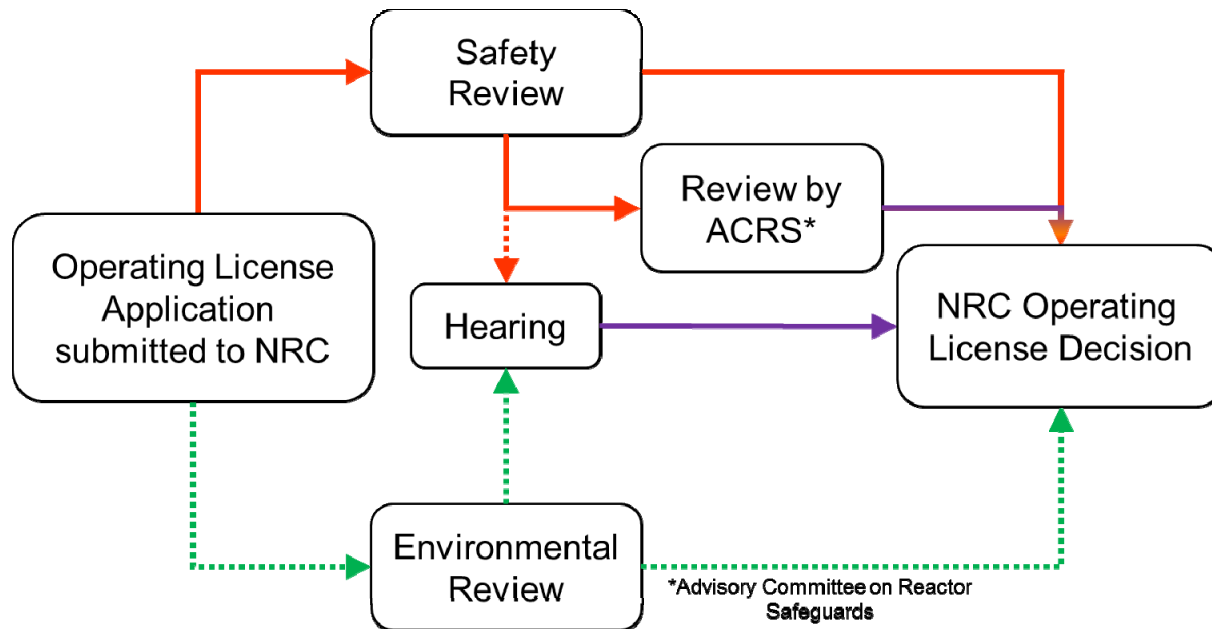 Safety
Review
Review by
ACRS*
Operating License
Application
submitted to NRC
Hearing
NRC Operating
License Decision
Environmental
Review
*Advisory Committee on Reactor
Safeguards